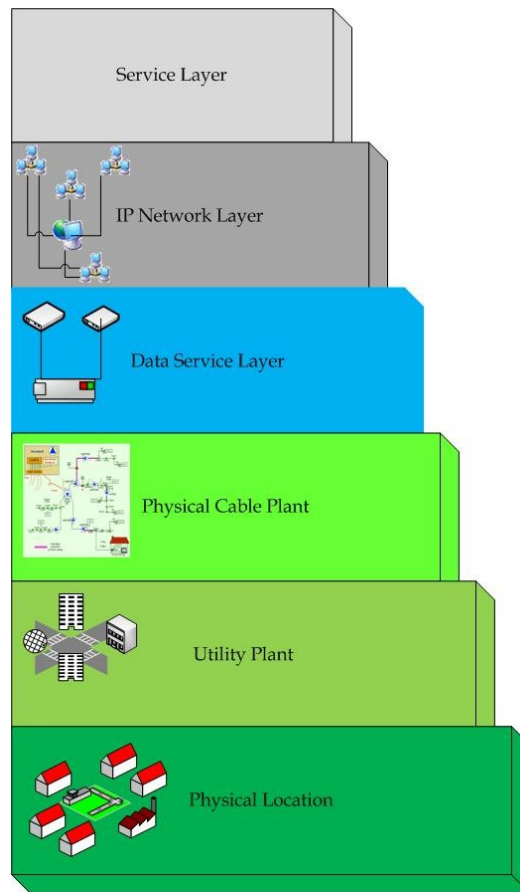 Service Layer
IP Network Layer
Data Service Layer
Physical Cable Plant
Utility Plant
Physical Location